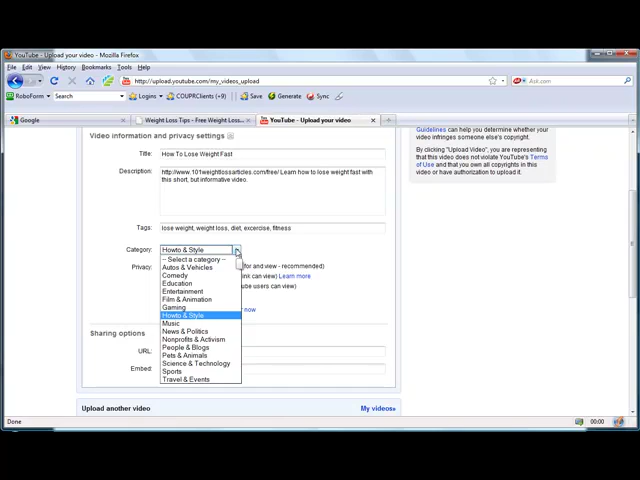 YouTube - Upload your video - Mozilla Firefox
File Edit View History Bookmarks Tools Help
http://upload.youtube.com/my_videos_upload
Ask.com
RoboForm Search Logins COUPRClients (+9) Save Generate Sync
Google Weight Loss Tips - Free Weight Loss... YouTube - Upload your video
Video information and privacy settings
Title: How To Lose Weight Fast
Description: http://www.101weightlossarticles.com/free/ Learn how to lose weight fast with
this short, but informative video.
Tags: lose weight, weight loss, diet, excercise, fitness
Category: Howto & Style
-- Select a category --
Autos & Vehicles
Comedy
Education
Entertainment
Film & Animation
Gaming
Howto & Style
Music
News & Politics
Nonprofits & Activism
People & Blogs
Pets & Animals
Science & Technology
Sports
Travel & Events
Privacy: for and view - recommended)
link can view) Learn more
Tube users can view)
now
Sharing options
URL:
Embed:
Upload another video My videos»
Guidelines can help you determine whether your
video infringes someone else's copyright.
By clicking "Upload Video", you are representing
that this video does not violate YouTube's Terms
of Use and that you own all copyrights in this
video or have authorization to upload it.
Done 00:00